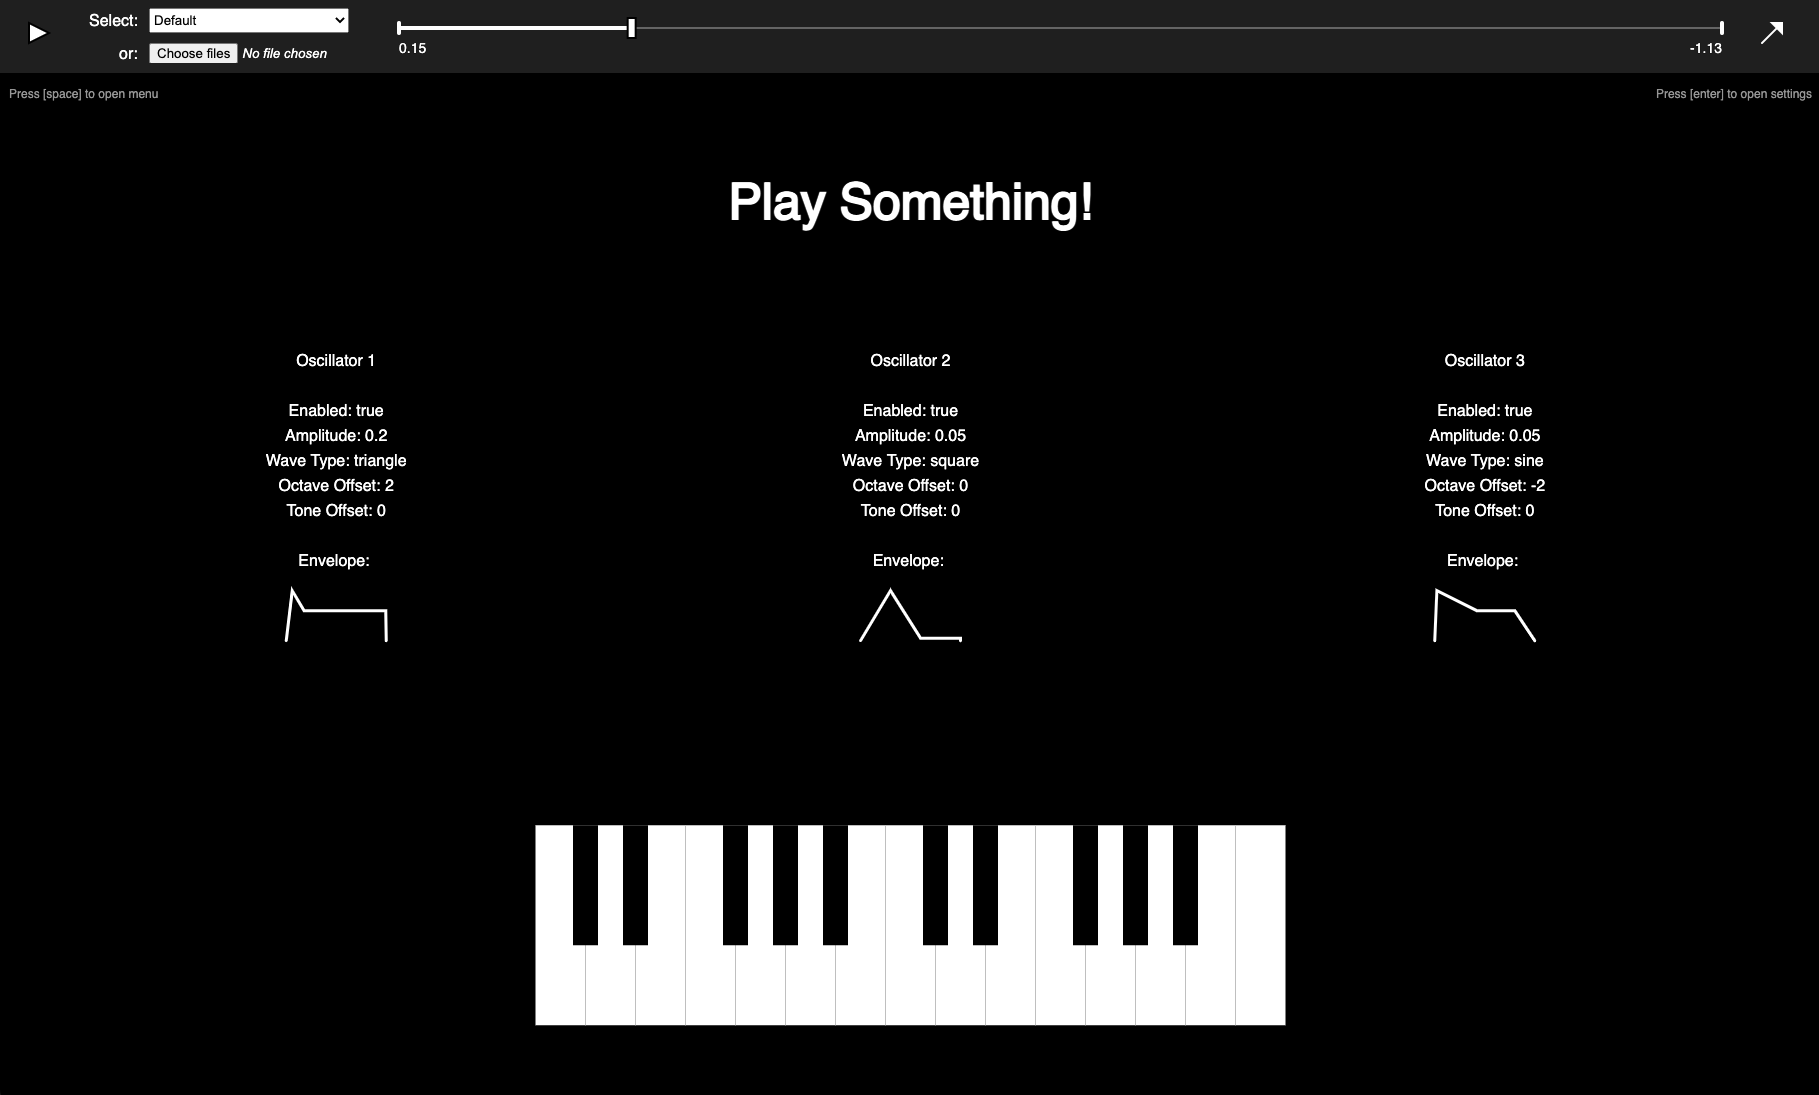 Select: Default
or: Choose files No file chosen
0.15
-1.13
Press [space] to open menu
Press [enter] to open settings
Play Something!
Oscillator 1
Enabled: true
Amplitude: 0.2
Wave Type: triangle
Octave Offset: 2
Tone Offset: 0
Envelope:
Oscillator 2
Enabled: true
Amplitude: 0.05
Wave Type: square
Octave Offset: 0
Tone Offset: 0
Envelope:
Oscillator 3
Enabled: true
Amplitude: 0.05
Wave Type: sine
Octave Offset: -2
Tone Offset: 0
Envelope: